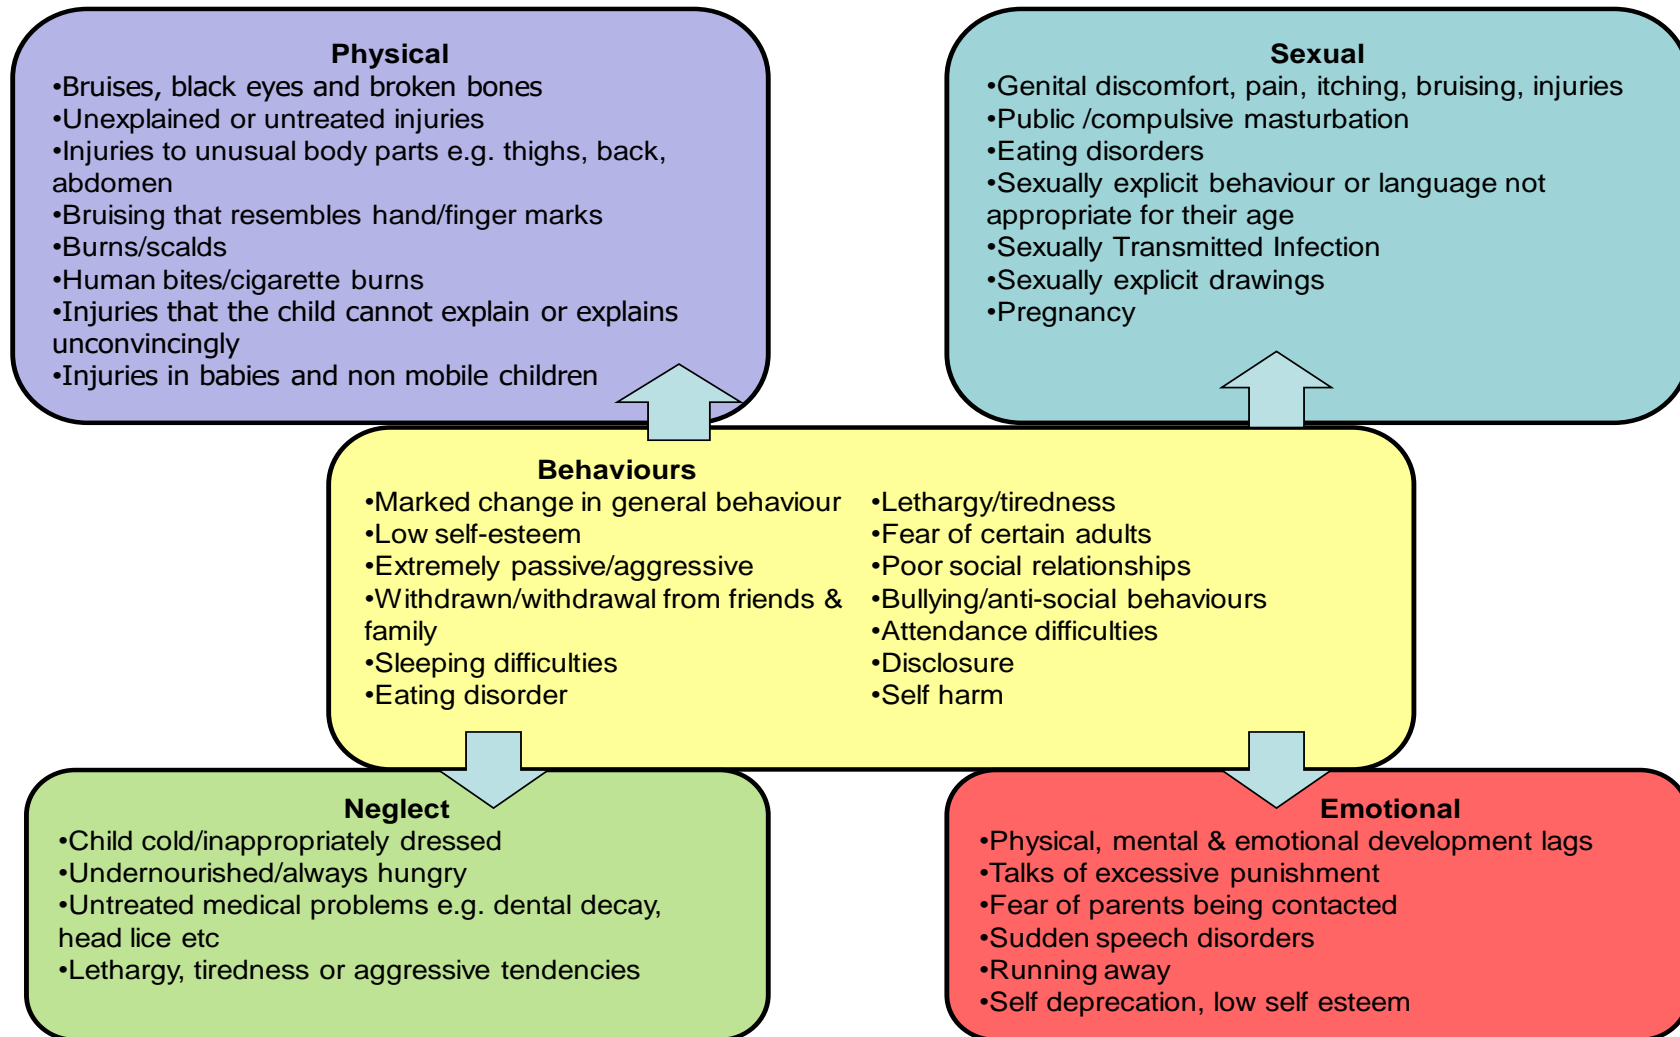 Physical
•Bruises, black eyes and broken bones
•Unexplained or untreated injuries
•Injuries to unusual body parts e.g. thighs, back,
abdomen
•Bruising that resembles hand/finger marks
•Burns/scalds
•Human bites/cigarette burns
•Injuries that the child cannot explain or explains
unconvincingly
•Injuries in babies and non mobile children
Sexual
•Genital discomfort, pain, itching, bruising, injuries
•Public /compulsive masturbation
•Eating disorders
•Sexually explicit behaviour or language not
appropriate for their age
•Sexually Transmitted Infection
•Sexually explicit drawings
•Pregnancy
Behaviours
•Marked change in general behaviour
•Low self-esteem
•Extremely passive/aggressive
•Withdrawn/withdrawal from friends &
family
•Sleeping difficulties
•Eating disorder
•Lethargy/tiredness
•Fear of certain adults
•Poor social relationships
•Bullying/anti-social behaviours
•Attendance difficulties
•Disclosure
•Self harm
Neglect
•Child cold/inappropriately dressed
•Undernourished/always hungry
•Untreated medical problems e.g. dental decay,
head lice etc
•Lethargy, tiredness or aggressive tendencies
Emotional
•Physical, mental & emotional development lags
•Talks of excessive punishment
•Fear of parents being contacted
•Sudden speech disorders
•Running away
•Self deprecation, low self esteem